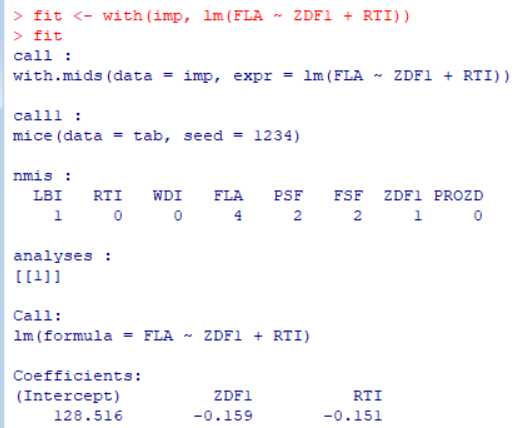 > fit <- with(imp, lm(FLA ~ ZDF1 + RTI))
> fit
call :
with.mids(data = imp, expr = lm(FLA ~ ZDF1 + RTI))
call1 :
mice(data = tab, seed = 1234)
nmis :
LBI RTI WDI FLA PSF FSF ZDF1 PROZD
1 0 0 4 2 2 1 0
analyses :
[[1]]
Call:
lm(formula = FLA ~ ZDF1 + RTI)
Coefficients:
(Intercept) ZDF1 RTI
128.516 -0.159 -0.151